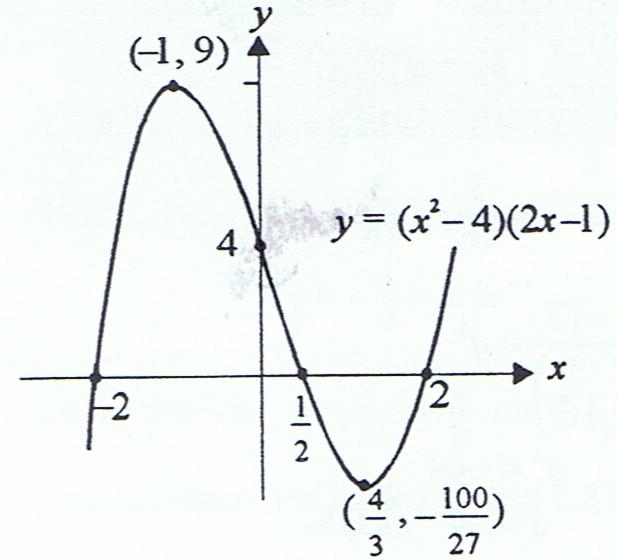 y
(−1, 9)
y = (x² − 4)(2x−1)
4
x
−2
1/2
2
(4/3, −100/27)